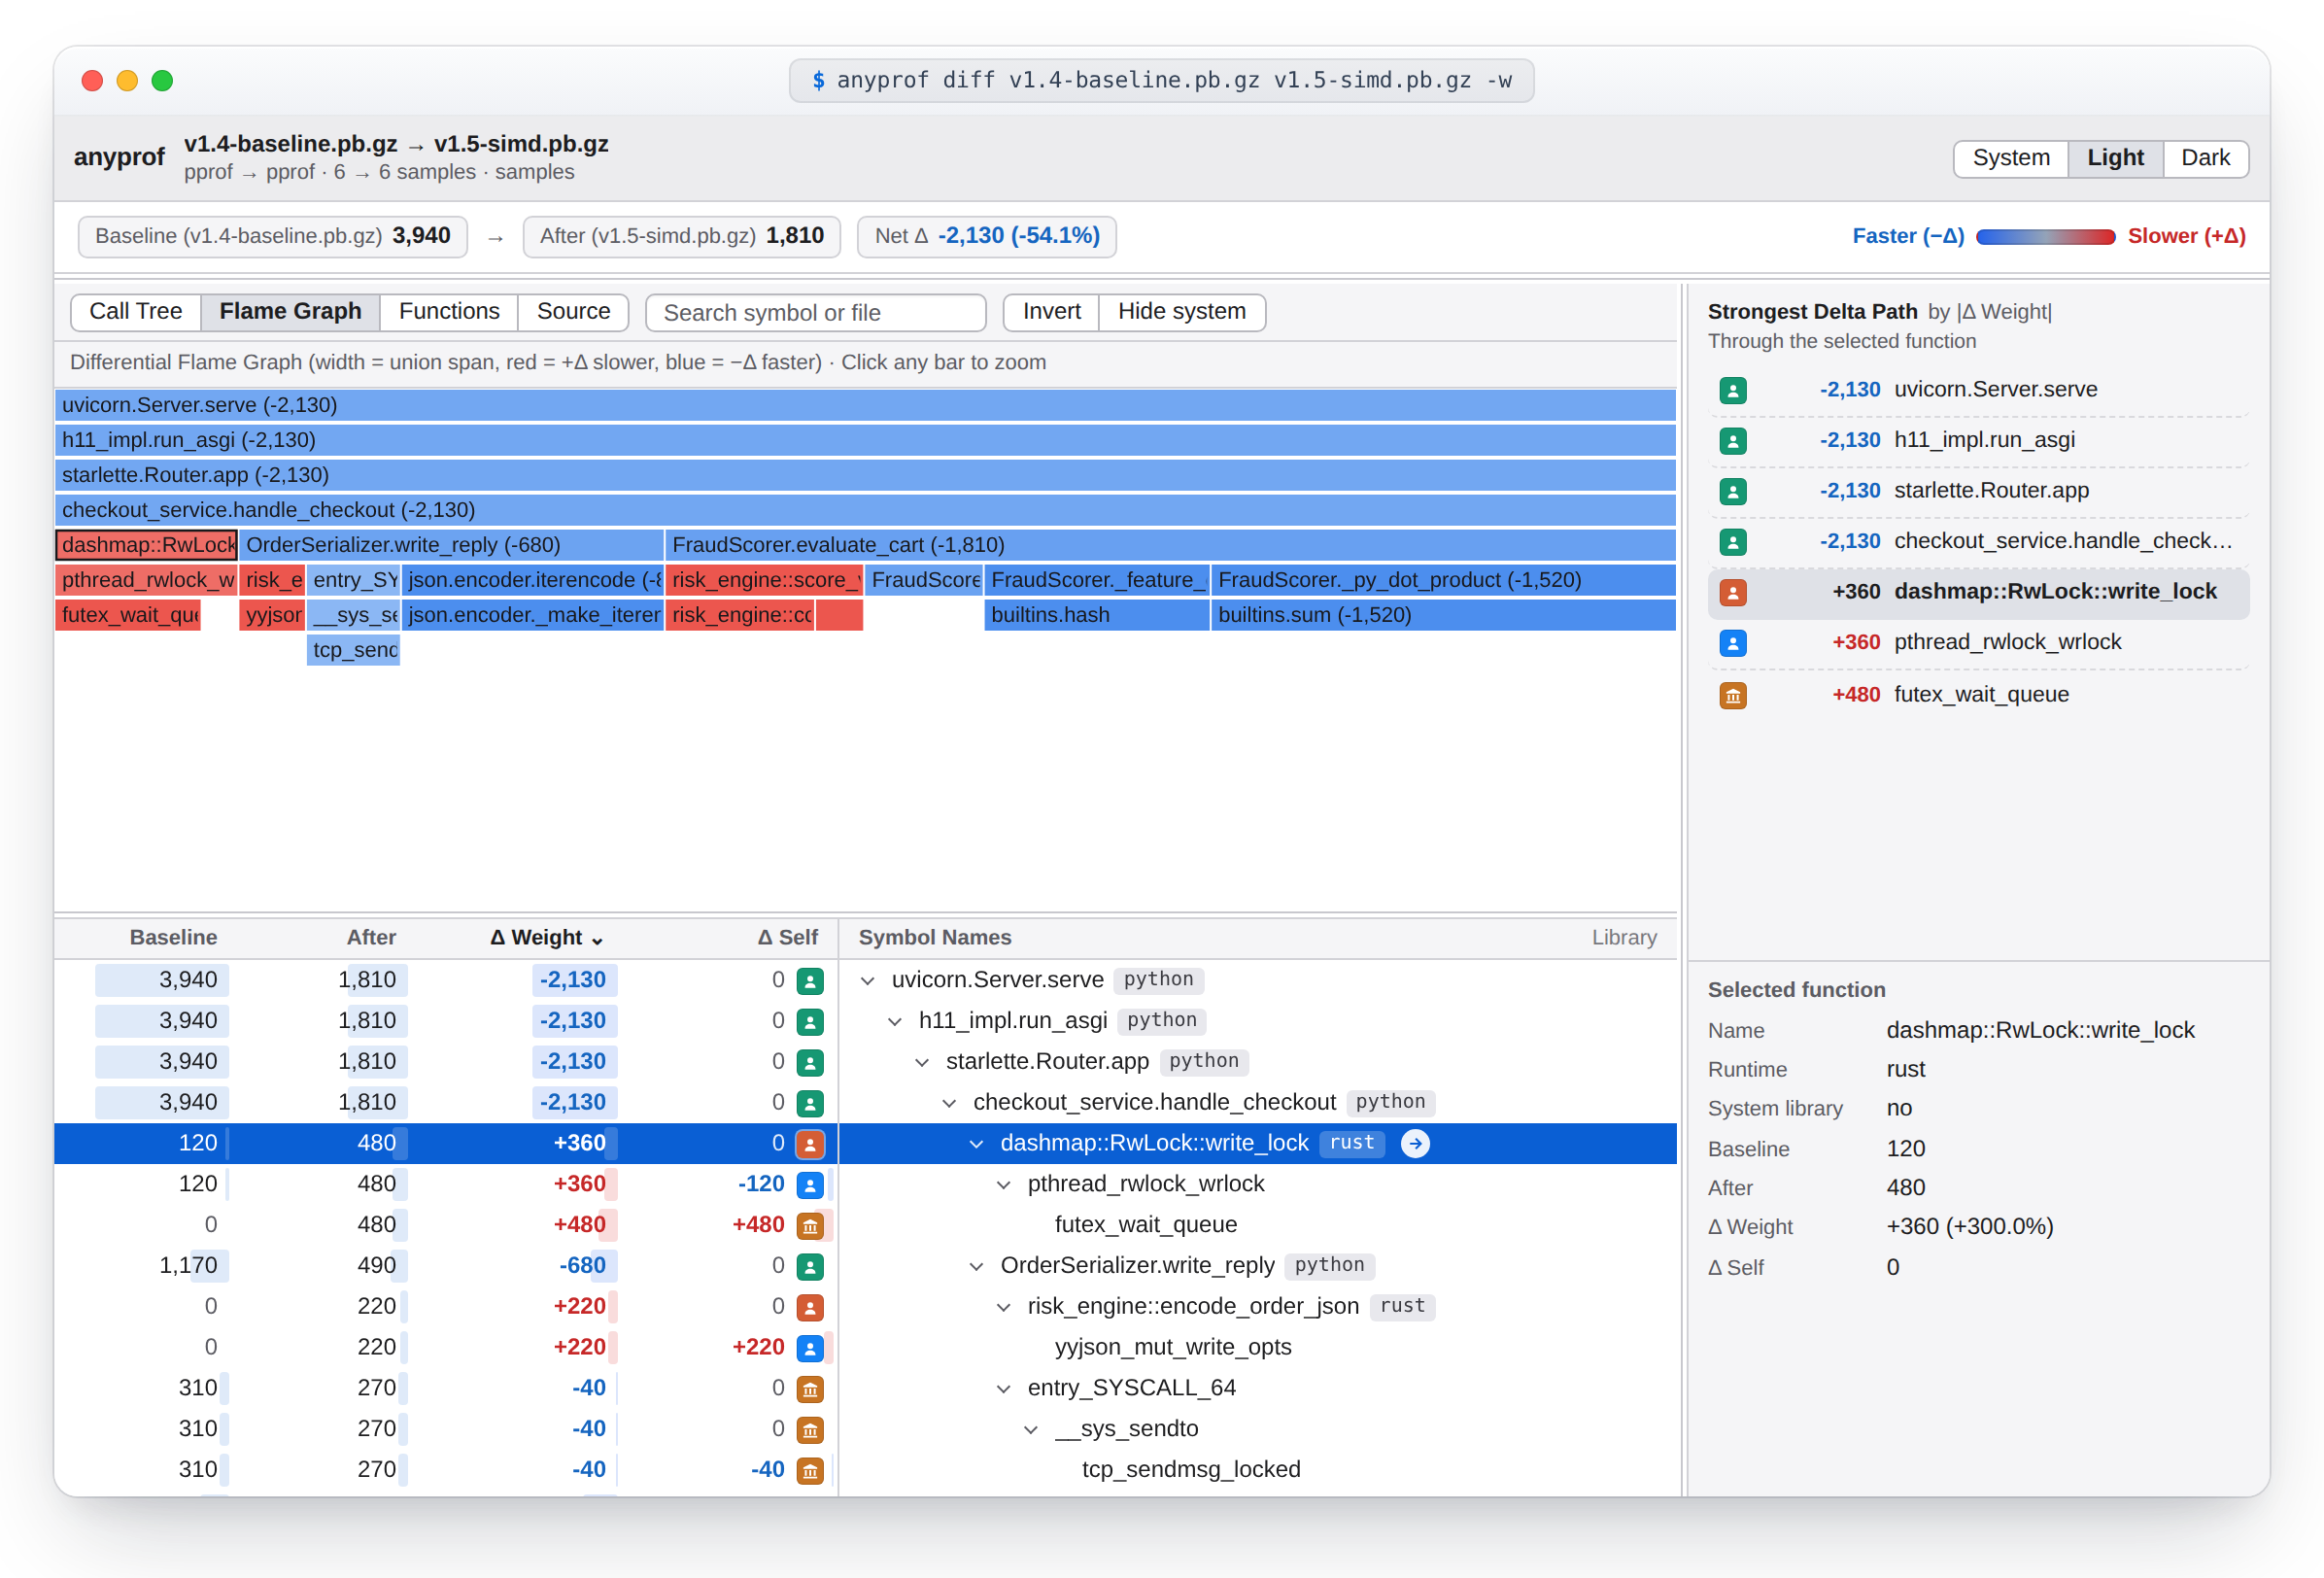 $ anyprof diff v1.4-baseline.pb.gz v1.5-simd.pb.gz -w
anyprof
v1.4-baseline.pb.gz → v1.5-simd.pb.gz
pprof → pprof · 6 → 6 samples · samples
System Light Dark
Baseline (v1.4-baseline.pb.gz) 3,940 → After (v1.5-simd.pb.gz) 1,810 Net Δ -2,130 (-54.1%)
Faster (−Δ) Slower (+Δ)
Call Tree Flame Graph Functions Source Search symbol or file Invert Hide system
Differential Flame Graph (width = union span, red = +Δ slower, blue = −Δ faster) · Click any bar to zoom
uvicorn.Server.serve (-2,130)
h11_impl.run_asgi (-2,130)
starlette.Router.app (-2,130)
checkout_service.handle_checkout (-2,130)
dashmap::RwLock OrderSerializer.write_reply (-680) FraudScorer.evaluate_cart (-1,810)
pthread_rwlock_w risk_e entry_SY json.encoder.iterencode (-8 risk_engine::score_ FraudScore FraudScorer._feature_ FraudScorer._py_dot_product (-1,520)
futex_wait_que yyjson __sys_se json.encoder._make_iterer risk_engine::cc builtins.hash builtins.sum (-1,520)
tcp_send
Baseline After Δ Weight Δ Self Symbol Names Library
3,940 1,810 -2,130 0 uvicorn.Server.serve python
3,940 1,810 -2,130 0 h11_impl.run_asgi python
3,940 1,810 -2,130 0 starlette.Router.app python
3,940 1,810 -2,130 0 checkout_service.handle_checkout python
120 480 +360 0 dashmap::RwLock::write_lock rust
120 480 +360 -120 pthread_rwlock_wrlock
0 480 +480 +480 futex_wait_queue
1,170 490 -680 0 OrderSerializer.write_reply python
0 220 +220 0 risk_engine::encode_order_json rust
0 220 +220 +220 yyjson_mut_write_opts
310 270 -40 0 entry_SYSCALL_64
310 270 -40 0 __sys_sendto
310 270 -40 -40 tcp_sendmsg_locked
Strongest Delta Path by |Δ Weight|
Through the selected function
-2,130 uvicorn.Server.serve
-2,130 h11_impl.run_asgi
-2,130 starlette.Router.app
-2,130 checkout_service.handle_check…
+360 dashmap::RwLock::write_lock
+360 pthread_rwlock_wrlock
+480 futex_wait_queue
Selected function
Name dashmap::RwLock::write_lock
Runtime rust
System library no
Baseline 120
After 480
Δ Weight +360 (+300.0%)
Δ Self 0